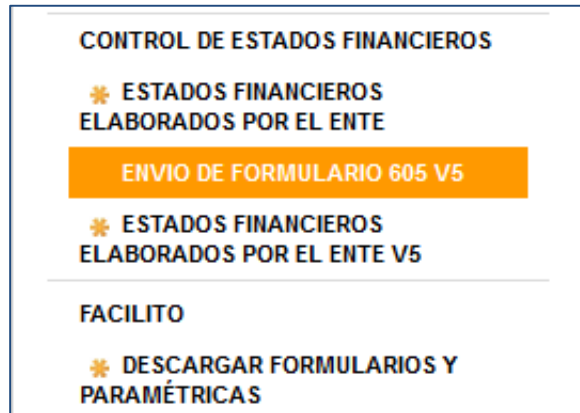 CONTROL DE ESTADOS FINANCIEROS
ESTADOS FINANCIEROS
ELABORADOS POR EL ENTE
ENVIO DE FORMULARIO 605 V5
ESTADOS FINANCIEROS
ELABORADOS POR EL ENTE V5
FACILITO
DESCARGAR FORMULARIOS Y
PARAMÉTRICAS